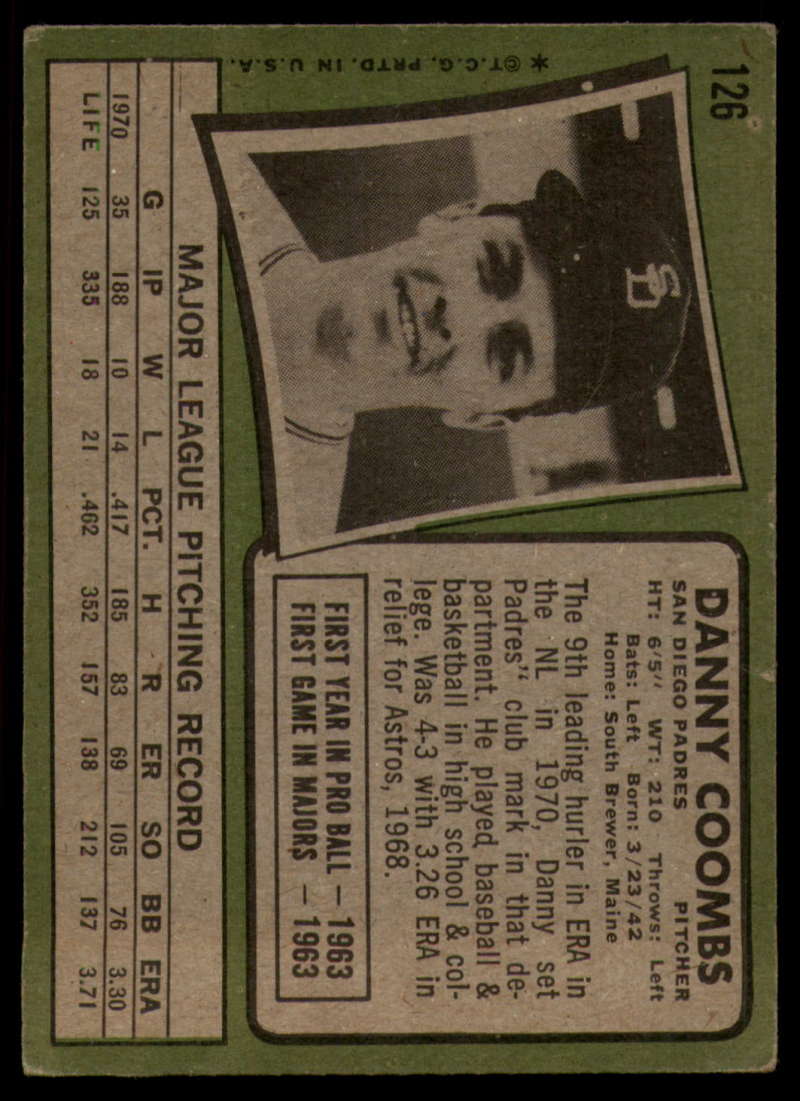 126
*©T.C.G. PRTD. IN U.S.A.
SD
DANNY COOMBS
SAN DIEGO PADRES PITCHER
HT: 6'5" WT: 210 Throws: Left
Bats: Left Born: 3/23/42
Home: South Brewer, Maine
The 9th leading hurler in ERA in
the NL in 1970, Danny set
Padres" club mark in that de-
partment. He played baseball &
basketball in high school & col-
lege. Was 4-3 with 3.26 ERA in
relief for Astros, 1968.
FIRST YEAR IN PRO BALL — 1963
FIRST GAME IN MAJORS — 1963
MAJOR LEAGUE PITCHING RECORD
G IP W L PCT. H R ER SO BB ERA
1970 35 188 10 14 .417 185 83 69 105 76 3.30
LIFE 125 335 18 21 .462 352 157 138 212 137 3.71